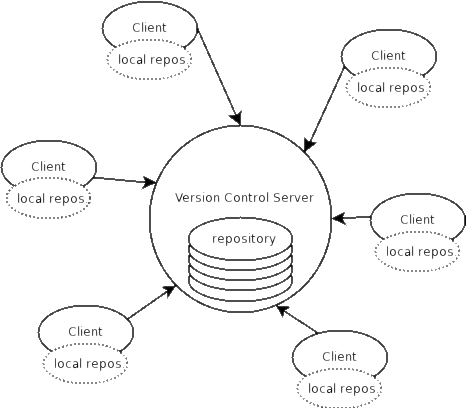 Client
local repos
Client
local repos
Client
local repos
Version Control Server
repository
Client
local repos
Client
local repos
Client
local repos